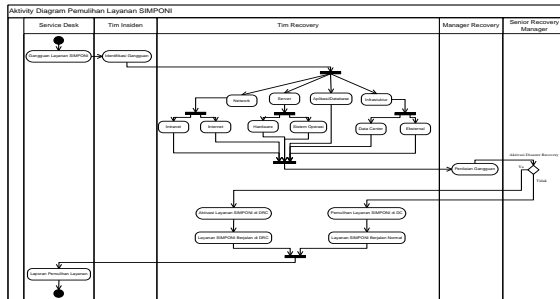 Aktivity Diagram Pemulihan Layanan SIMPONI
Service Desk
Tim Insiden
Tim Recovery
Manager Recovery
Senior Recovery
Manager
Gangguan Layanan SIMPONI
Identifikasi Gangguan
Network
Server
Aplikasi/Database
Infrastruktur
Intranet
Internet
Hardware
Sistem Operasi
Data Center
Eksternal
Penilaian Gangguan
Aktivasi Disaster Recovery
Ya
Tidak
Aktivasi Layanan SIMPONI di DRC
Pemulihan Layanan SIMPONI di DC
Layanan SIMPONI Berjalan di DRC
Layanan SIMPONI Berjalan Normal
Laporan Pemulihan Layanan